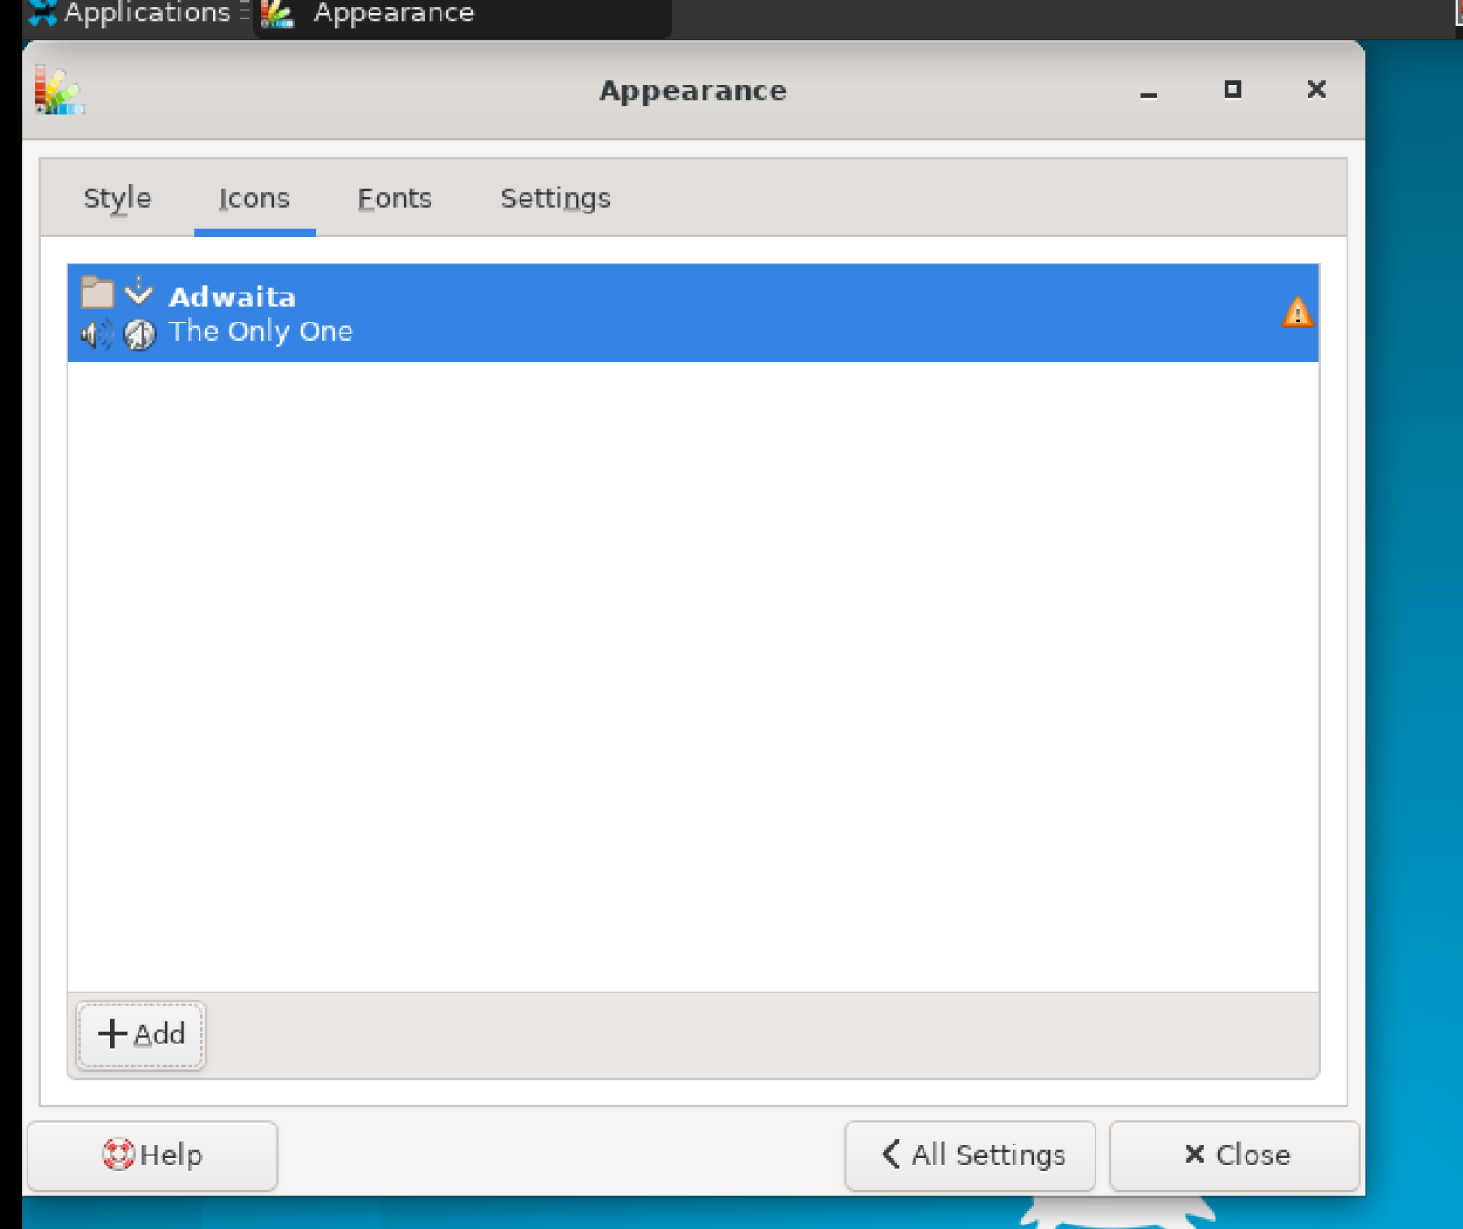 Applications
Appearance
Appearance
Style
Icons
Fonts
Settings
Adwaita
The Only One
Add
Help
All Settings
Close